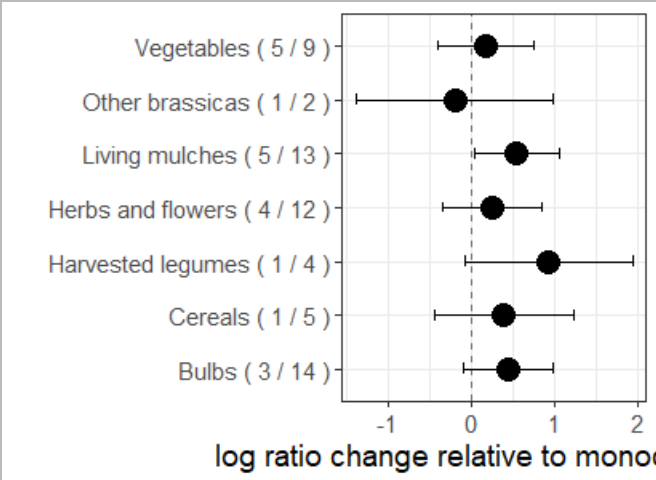 Vegetables ( 5 / 9 )
Other brassicas ( 1 / 2 )
Living mulches ( 5 / 13 )
Herbs and flowers ( 4 / 12 )
Harvested legumes ( 1 / 4 )
Cereals ( 1 / 5 )
Bulbs ( 3 / 14 )
-1 0 1 2
log ratio change relative to